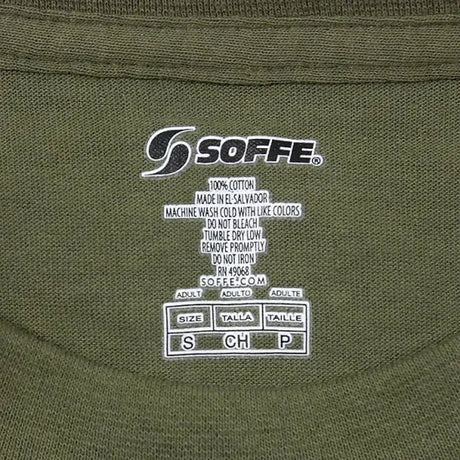 SOFFE®
100% COTTON
MADE IN EL SALVADOR
MACHINE WASH COLD WITH LIKE COLORS
DO NOT BLEACH
TUMBLE DRY LOW
REMOVE PROMPTLY
DO NOT IRON
RN 49068
SOFFE.COM
ADULT ADULTO ADULTE
SIZE TALLA TAILLE
S CH P